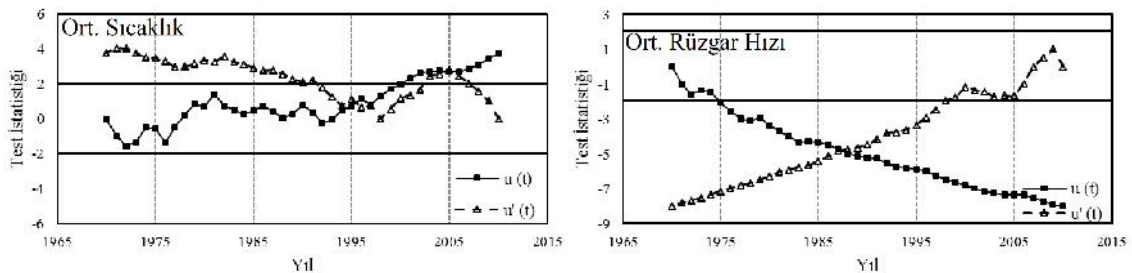 Ort. Sıcaklık
Test İstatistiği
6
4
2
0
-2
-4
-6
u (t)
u' (t)
1965
1975
1985
1995
2005
2015
Yıl
Ort. Rüzgar Hızı
Test İstatistiği
3
1
-1
-3
-5
-7
-9
u (t)
u' (t)
1965
1975
1985
1995
2005
2015
Yıl